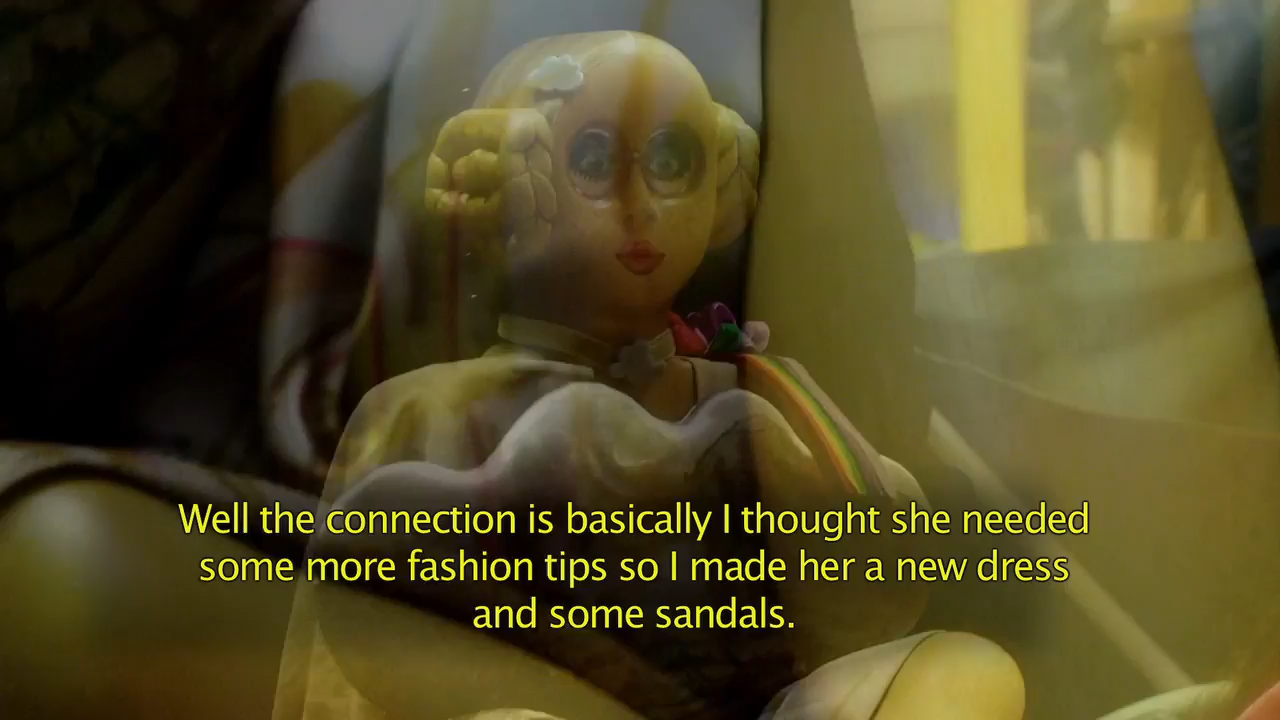 Well the connection is basically I thought she needed
some more fashion tips so I made her a new dress
and some sandals.